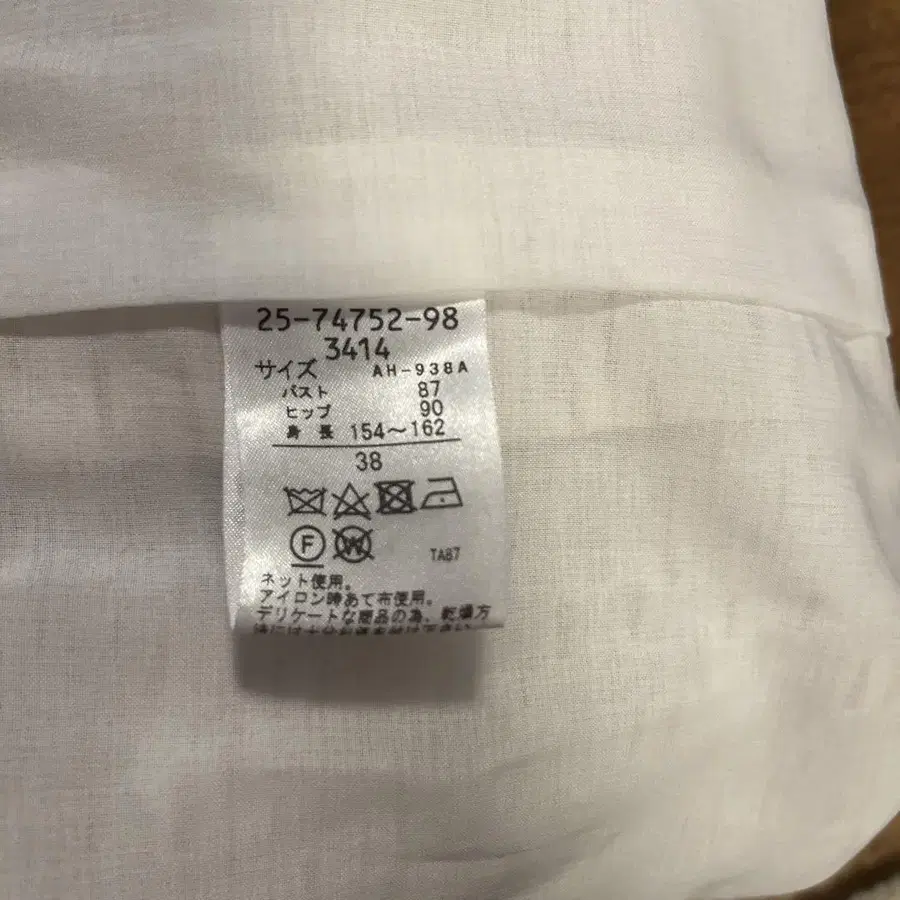 25-74752-98
3414
サイズ AH-938A
バスト 87
ヒップ 90
身長 154～162
38
F W TA87
ネット使用。
アイロン時あて布使用。
デリケートな商品の為、乾燥方